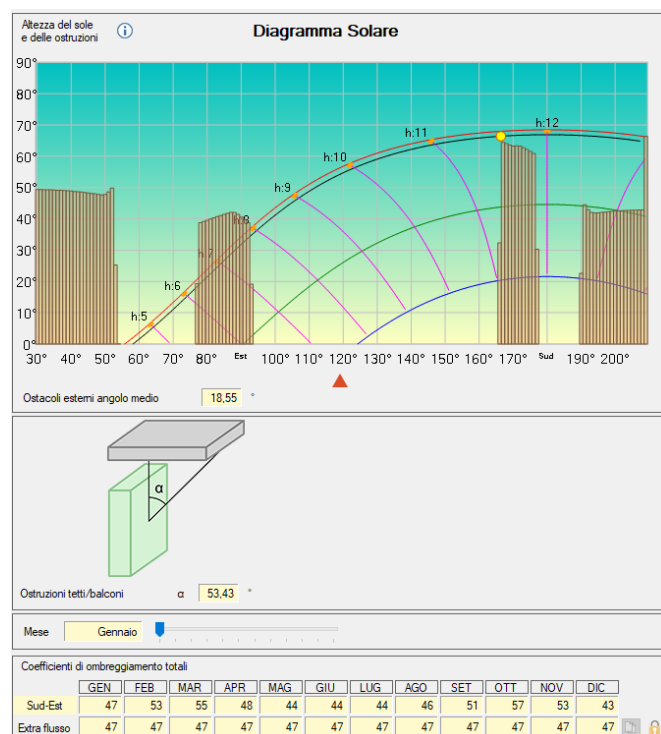 Altezza del sole
e delle ostruzioni
Diagramma Solare
90°
80°
70°
60°
50°
40°
30°
20°
10°
0°
h:5
h:6
h:7
h:8
h:9
h:10
h:11
h:12
30° 40° 50° 60° 70° 80° Est 100° 110° 120° 130° 140° 150° 160° 170° Sud 190° 200°
Ostacoli esterni angolo medio 18,55 °
α
Ostruzioni tetti/balconi α 53,43 °
Mese Gennaio
Coefficienti di ombreggiamento totali
GEN FEB MAR APR MAG GIU LUG AGO SET OTT NOV DIC
Sud-Est 47 53 55 48 44 44 44 46 51 57 53 43
Extra flusso 47 47 47 47 47 47 47 47 47 47 47 47